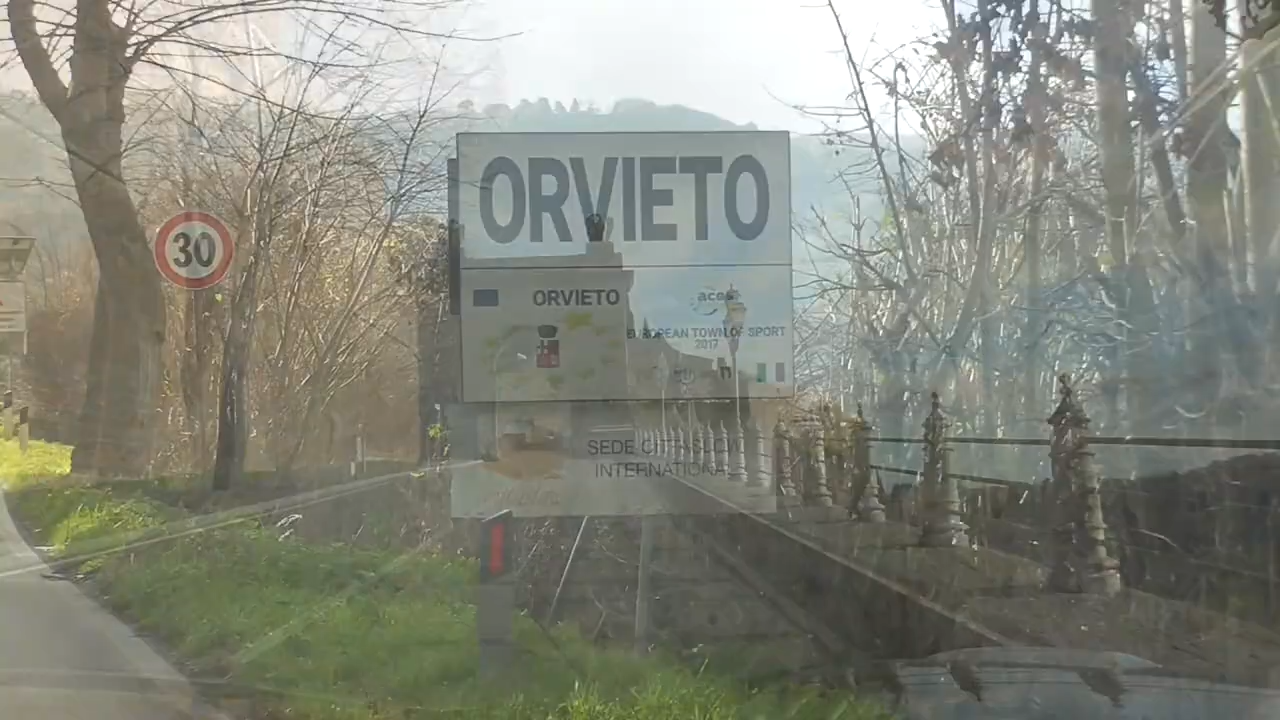 ORVIETO
30
ORVIETO
aces
EUROPEAN TOWN OF SPORT
2017
SEDE CITTASLOW
INTERNATIONAL